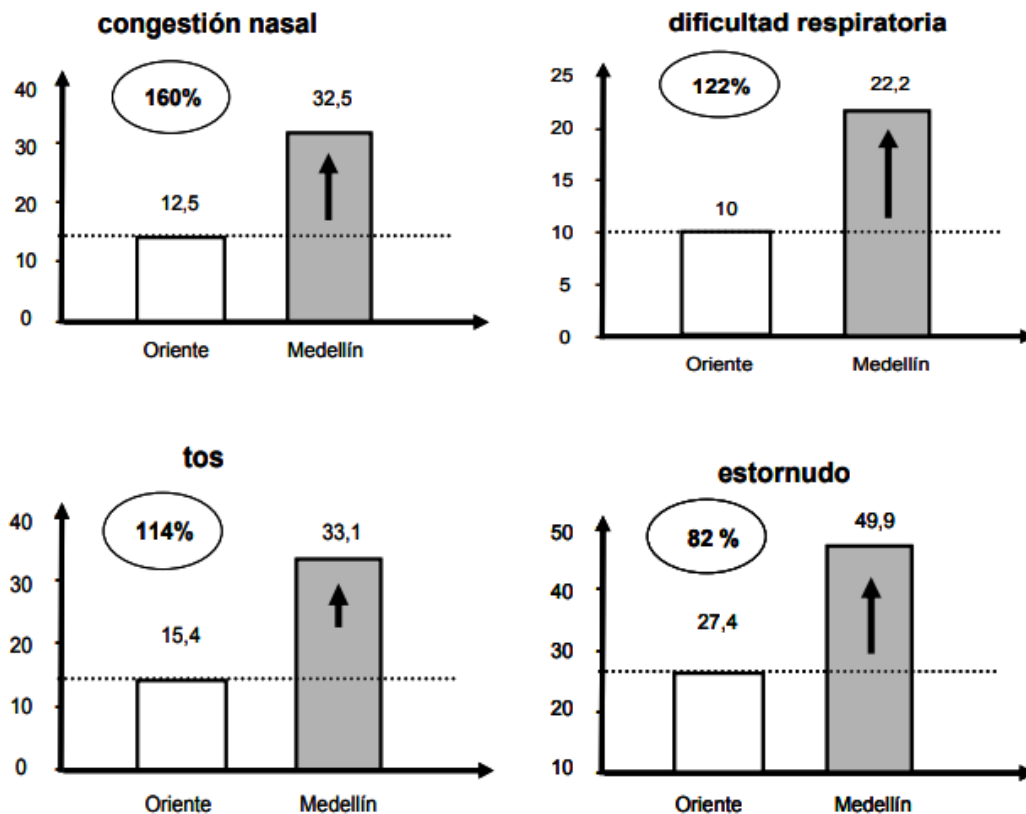 congestión nasal
40
30
20
10
0
160%
12,5
32,5
Oriente
Medellín
dificultad respiratoria
25
20
15
10
5
0
122%
10
22,2
Oriente
Medellín
tos
40
30
20
10
0
114%
15,4
33,1
Oriente
Medellín
estornudo
50
40
30
20
10
82 %
27,4
49,9
Oriente
Medellín